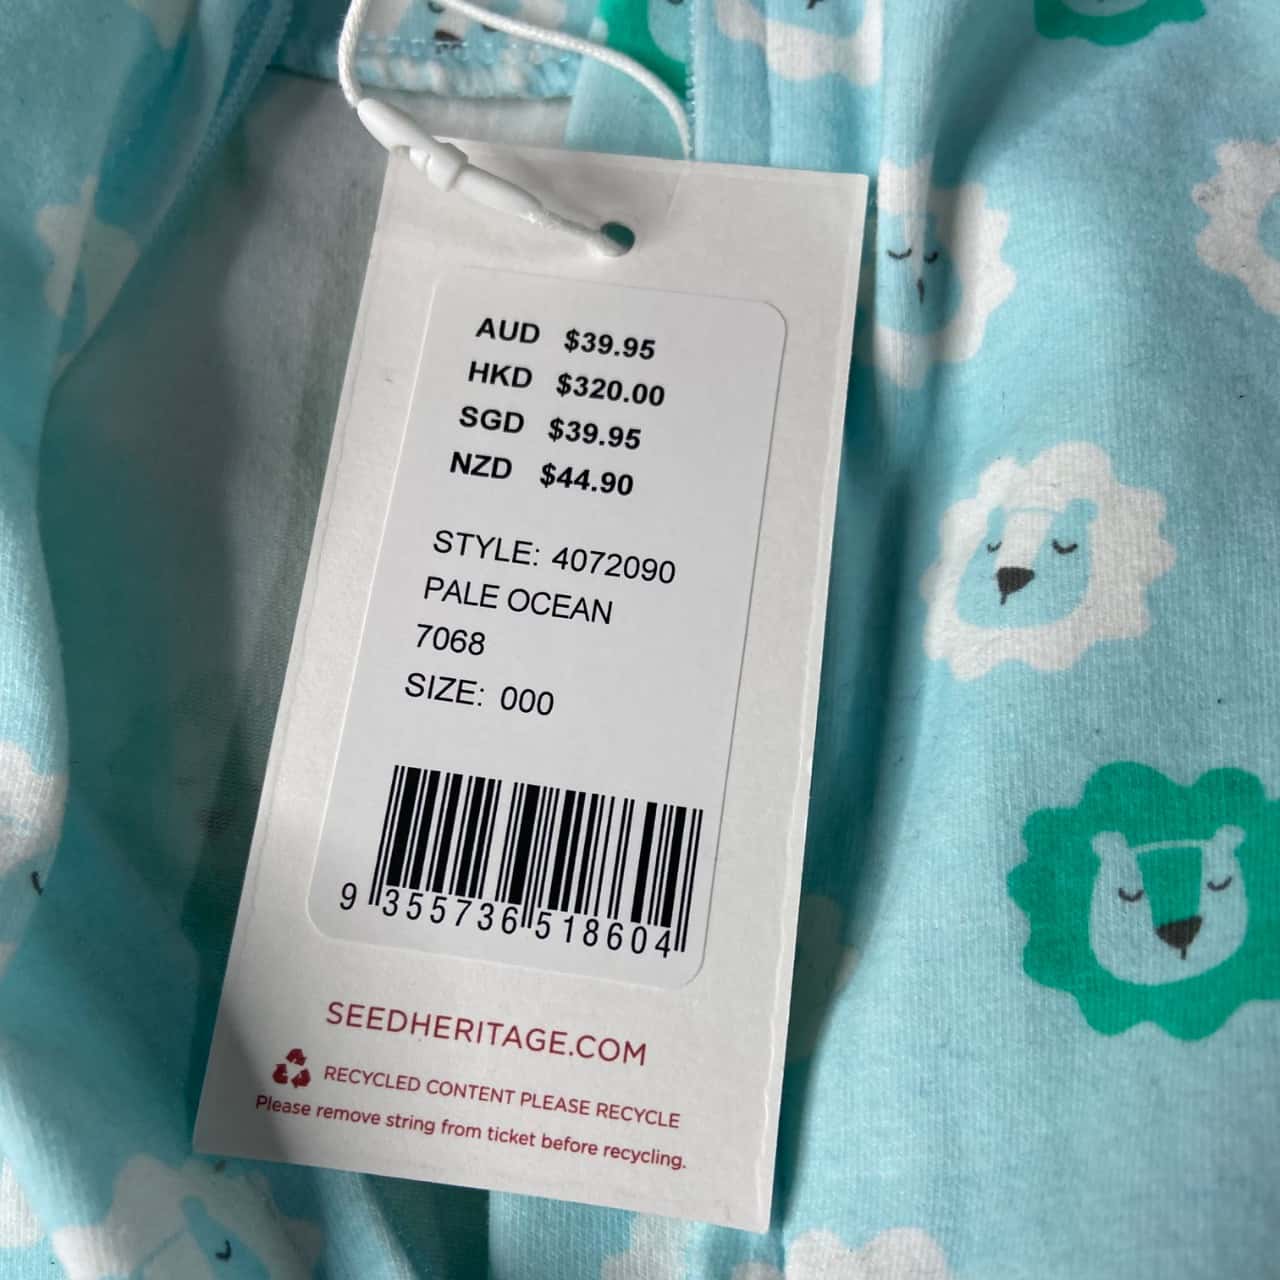 AUD $39.95
HKD $320.00
SGD $39.95
NZD $44.90
STYLE: 4072090
PALE OCEAN
7068
SIZE: 000
9 355736 518604
SEEDHERITAGE.COM
RECYCLED CONTENT PLEASE RECYCLE
Please remove string from ticket before recycling.